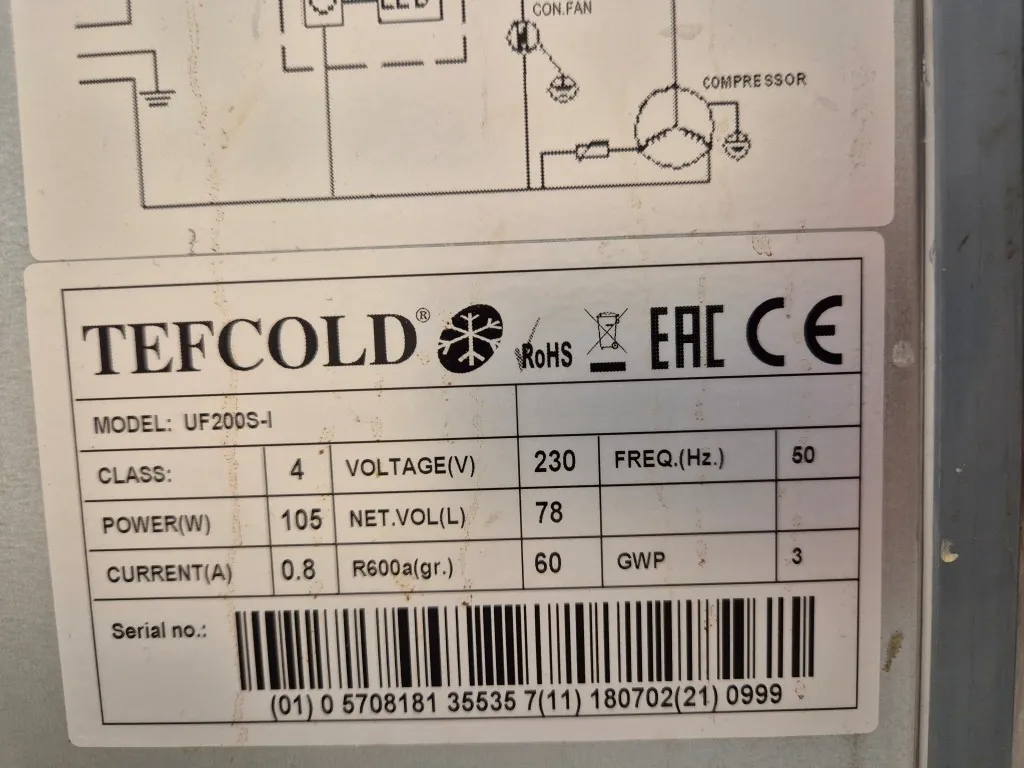 CON.FAN
COMPRESSOR
TEFCOLD® RoHS EAC CE
MODEL: UF200S-I
CLASS: 4 VOLTAGE(V) 230 FREQ.(Hz.) 50
POWER(W) 105 NET.VOL(L) 78
CURRENT(A) 0.8 R600a(gr.) 60 GWP 3
Serial no.:
(01) 0 5708181 35535 7(11) 180702(21) 0999